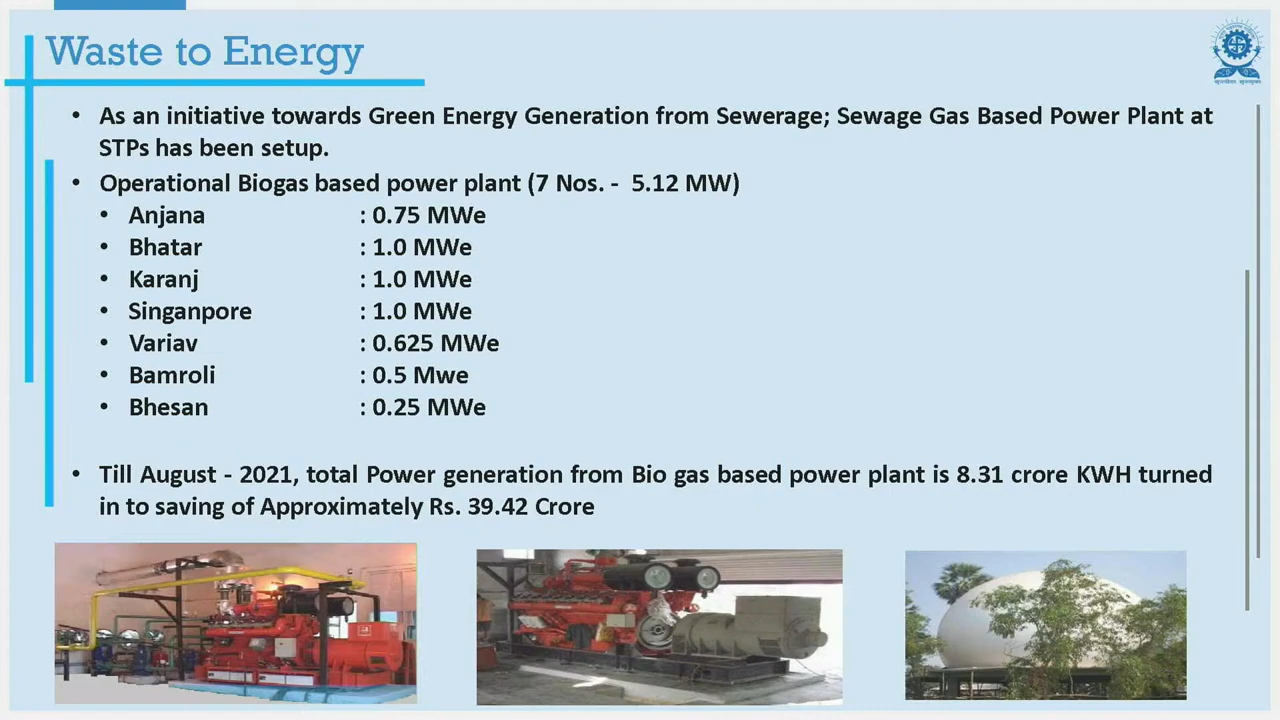 Waste to Energy
• As an initiative towards Green Energy Generation from Sewerage; Sewage Gas Based Power Plant at
STPs has been setup.
• Operational Biogas based power plant (7 Nos. - 5.12 MW)
• Anjana : 0.75 MWe
• Bhatar : 1.0 MWe
• Karanj : 1.0 MWe
• Singanpore : 1.0 MWe
• Variav : 0.625 MWe
• Bamroli : 0.5 Mwe
• Bhesan : 0.25 MWe
• Till August - 2021, total Power generation from Bio gas based power plant is 8.31 crore KWH turned
in to saving of Approximately Rs. 39.42 Crore